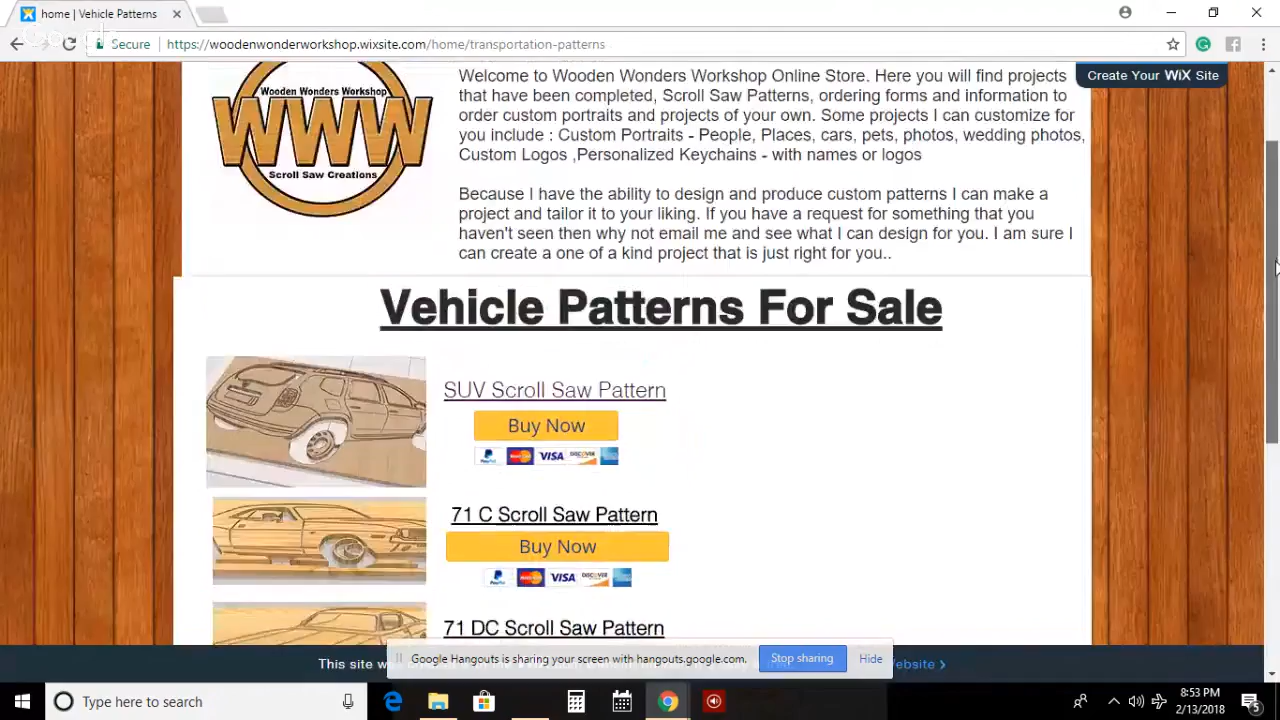 home | Vehicle Patterns
Secure
https://woodenwonderworkshop.wixsite.com/home/transportation-patterns
Create Your WiX Site
Wooden Wonders Workshop
WWW
Scroll Saw Creations
Welcome to Wooden Wonders Workshop Online Store. Here you will find projects
that have been completed, Scroll Saw Patterns, ordering forms and information to
order custom portraits and projects of your own. Some projects I can customize for
you include : Custom Portraits - People, Places, cars, pets, photos, wedding photos,
Custom Logos ,Personalized Keychains - with names or logos
Because I have the ability to design and produce custom patterns I can make a
project and tailor it to your liking. If you have a request for something that you
haven't seen then why not email me and see what I can design for you. I am sure I
can create a one of a kind project that is just right for you..
Vehicle Patterns For Sale
SUV Scroll Saw Pattern
Buy Now
PayPal MasterCard VISA DISCOVER
71 C Scroll Saw Pattern
Buy Now
PayPal MasterCard VISA DISCOVER
71 DC Scroll Saw Pattern
Google Hangouts is sharing your screen with hangouts.google.com.
Stop sharing
Hide
This site w
ebsite >
Type here to search
8:53 PM
2/13/2018
5